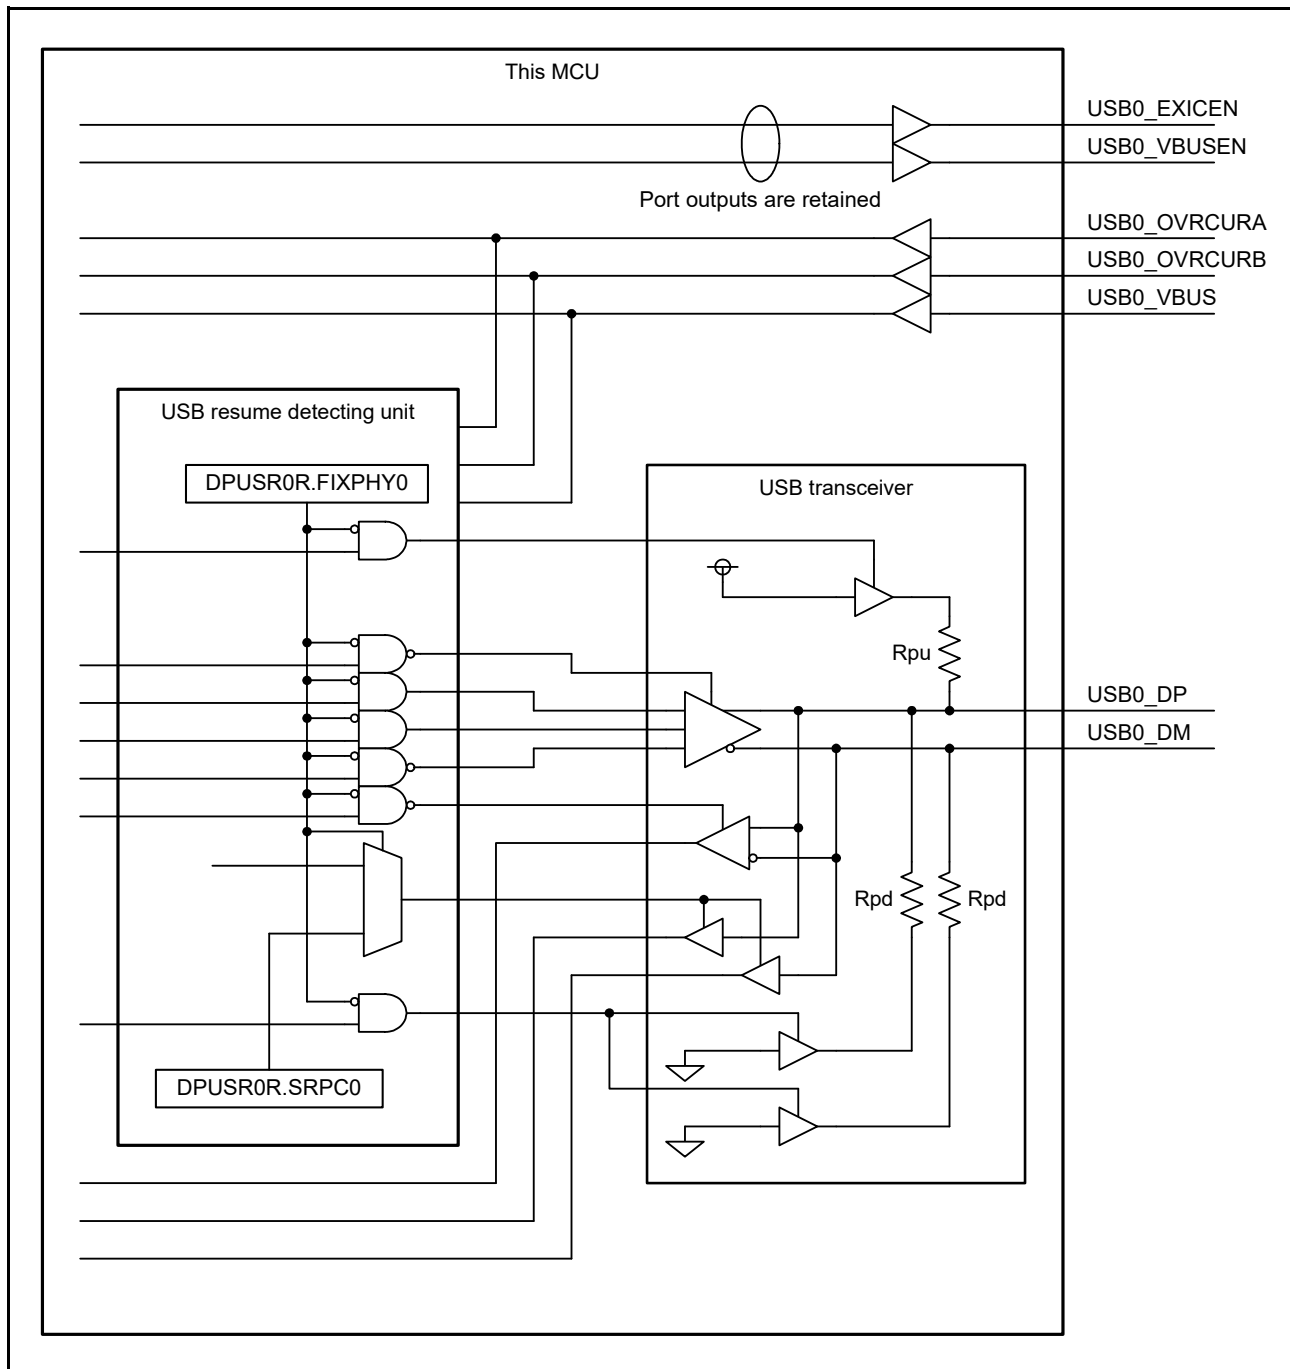 This MCU
USB0_EXICEN
USB0_VBUSEN
Port outputs are retained
USB0_OVRCURA
USB0_OVRCURB
USB0_VBUS
USB resume detecting unit
DPUSR0R.FIXPHY0
USB transceiver
Rpu
USB0_DP
USB0_DM
Rpd
Rpd
DPUSR0R.SRPC0